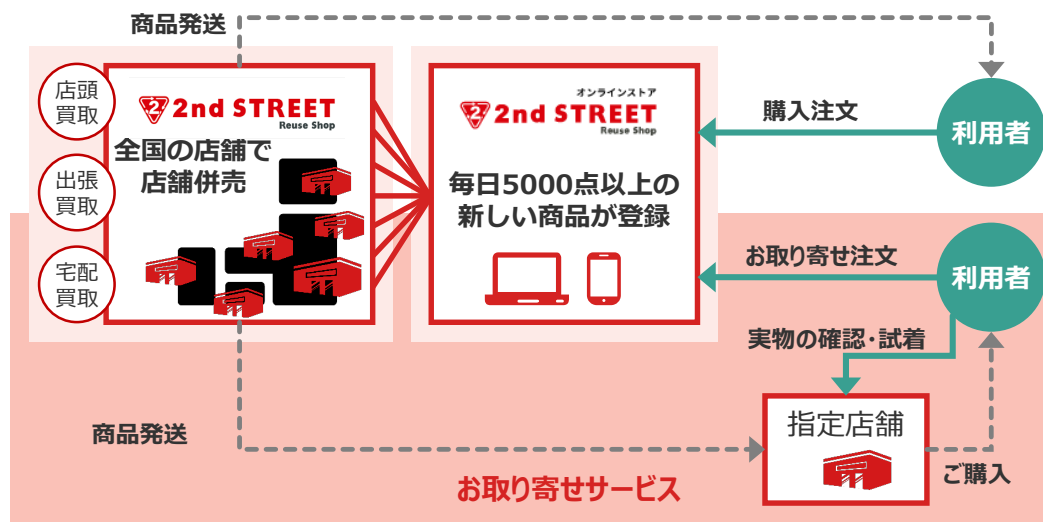 商品発送
店頭
買取
出張
買取
宅配
買取
2nd STREET
Reuse Shop
全国の店舗で
店舗併売
オンラインストア
2nd STREET
Reuse Shop
毎日5000点以上の
新しい商品が登録
購入注文
利用者
お取り寄せ注文
利用者
実物の確認・試着
指定店舗
商品発送
ご購入
お取り寄せサービス